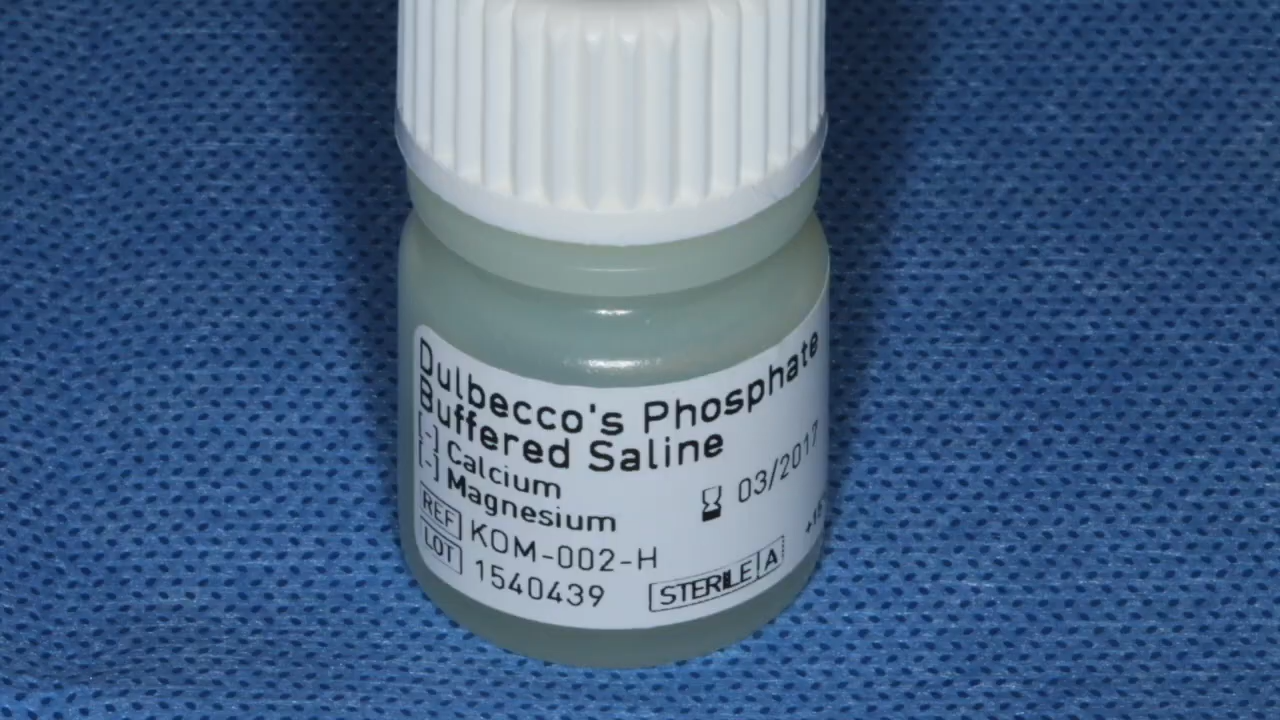 Dulbecco's Phosphate
Buffered Saline
[-] Calcium
[-] Magnesium
REF KOM-002-H
LOT 1540439
03/2017
STERILE A